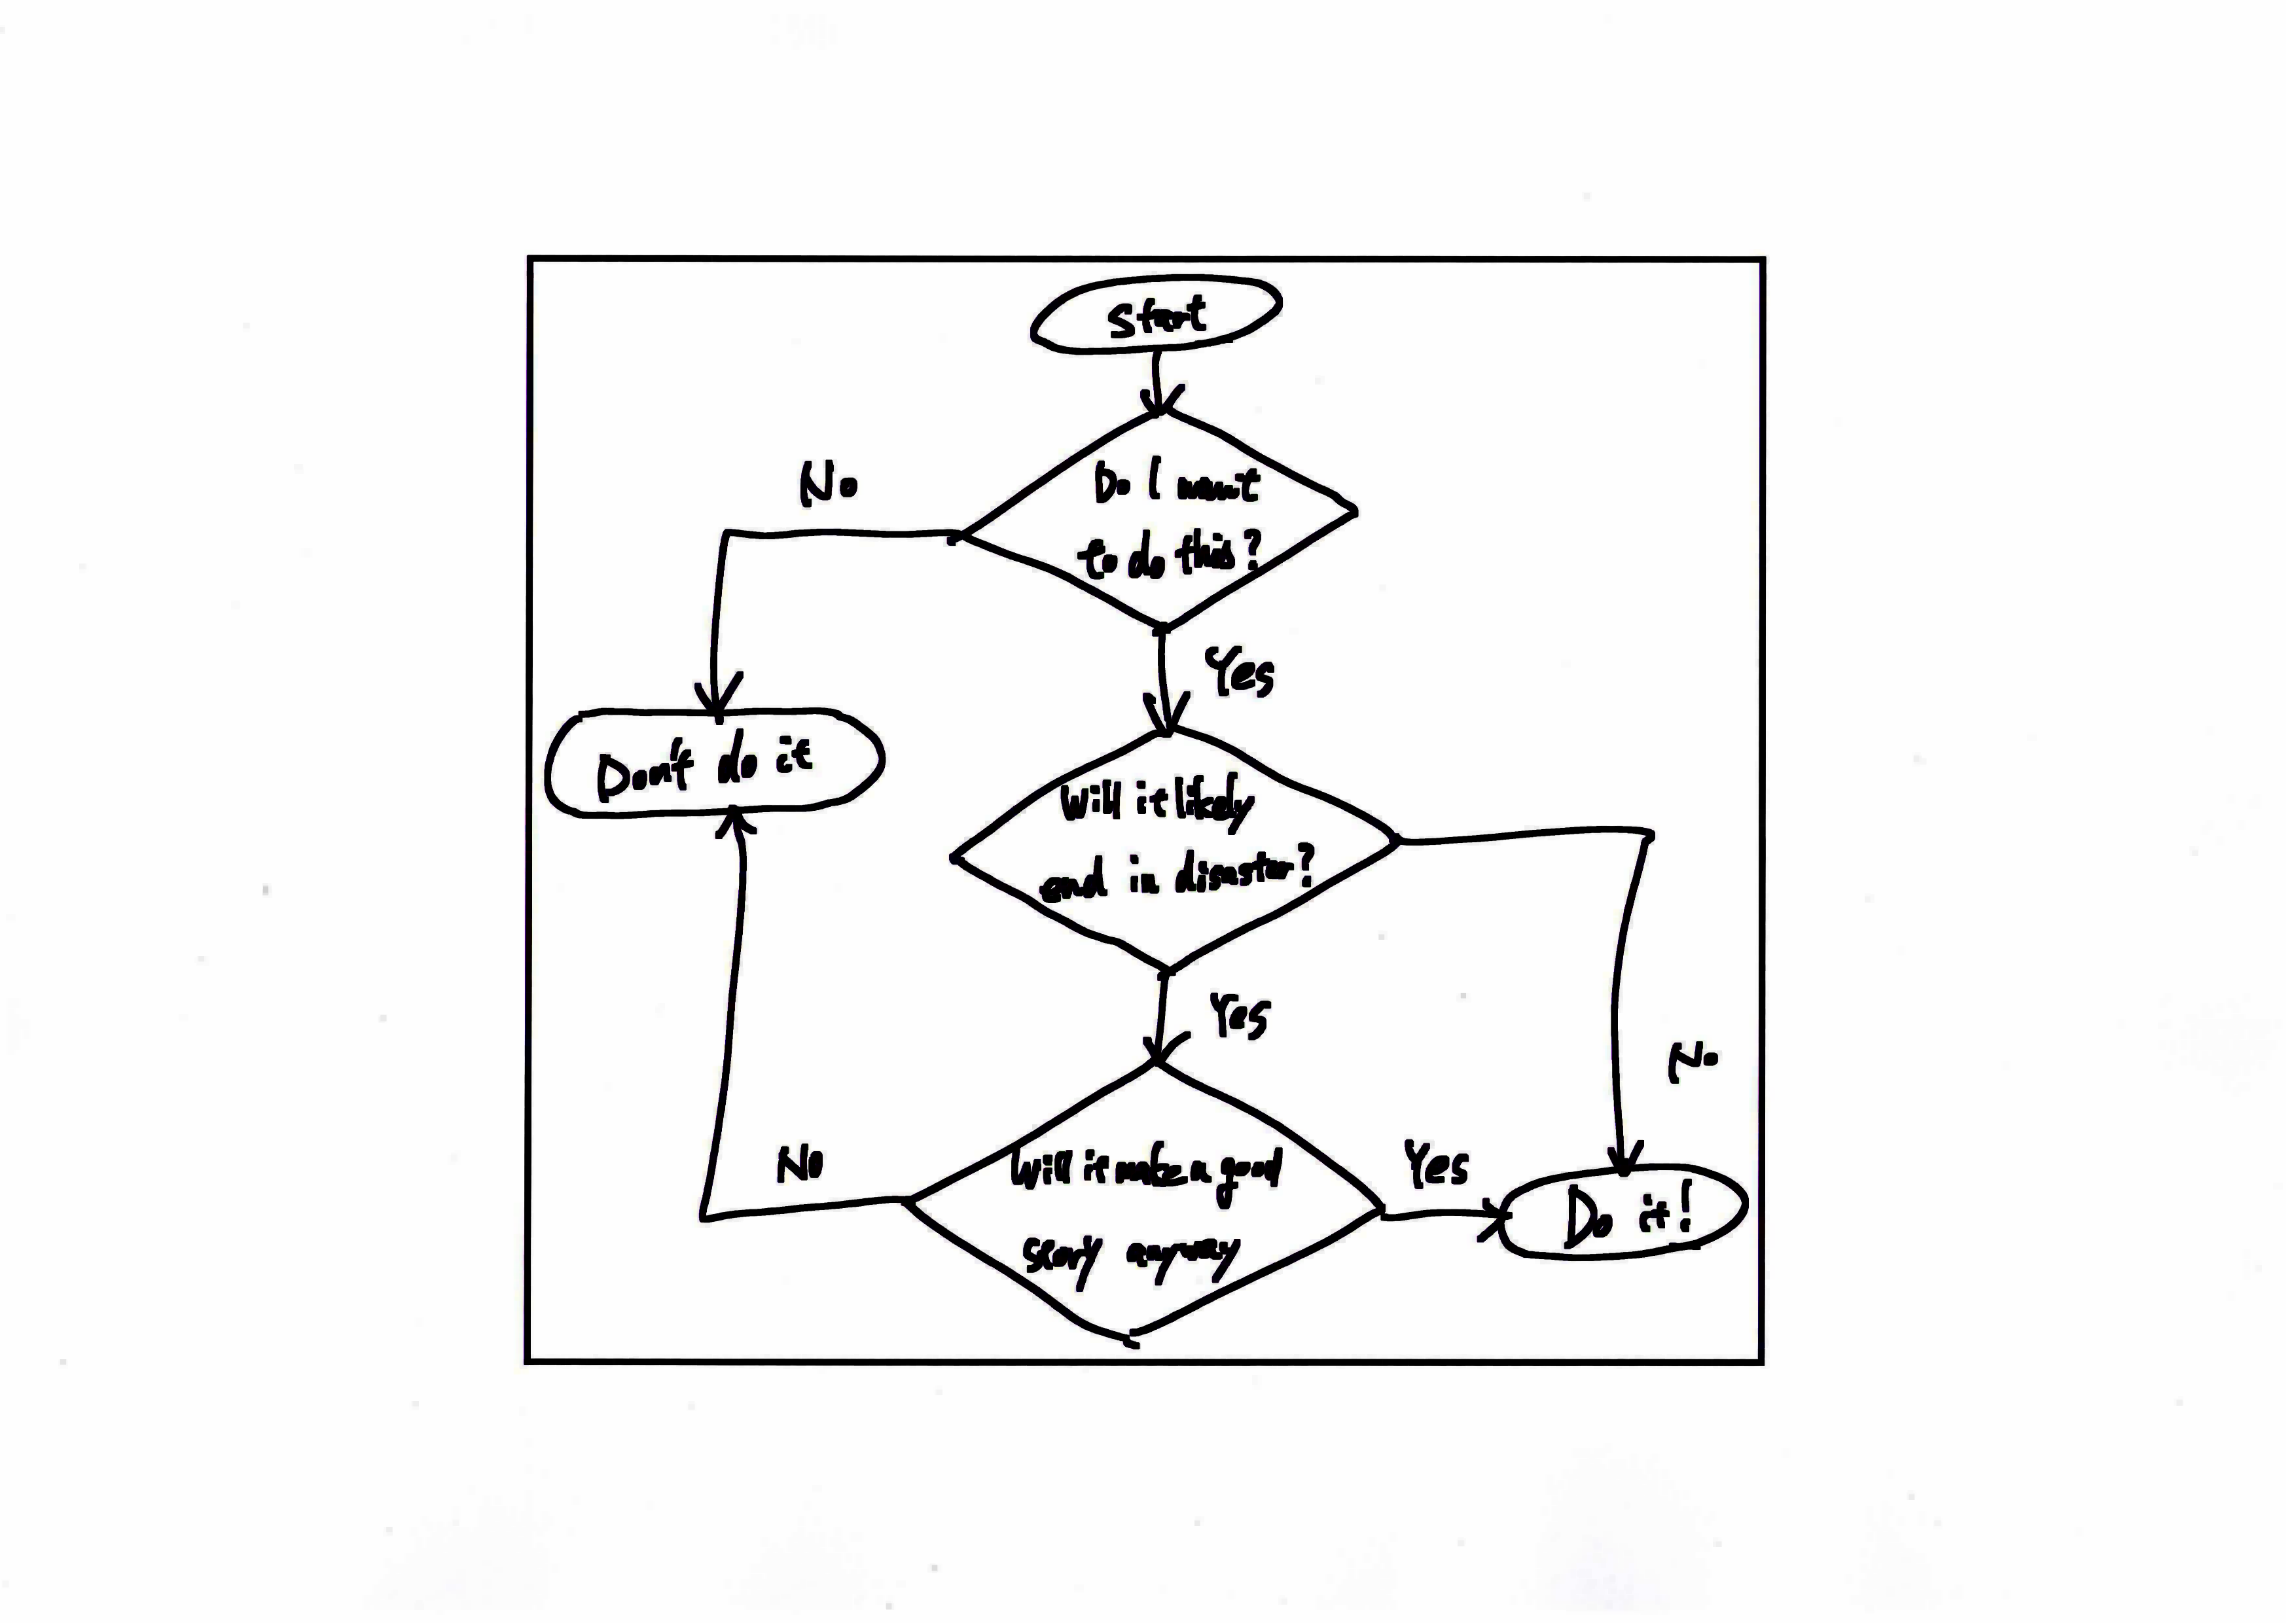 Start
Do I want
to do this?
No
Yes
Don't do it
Will it likely
end in disaster?
Yes
No
Will it make a good
story anyway
No
Yes
Do it!